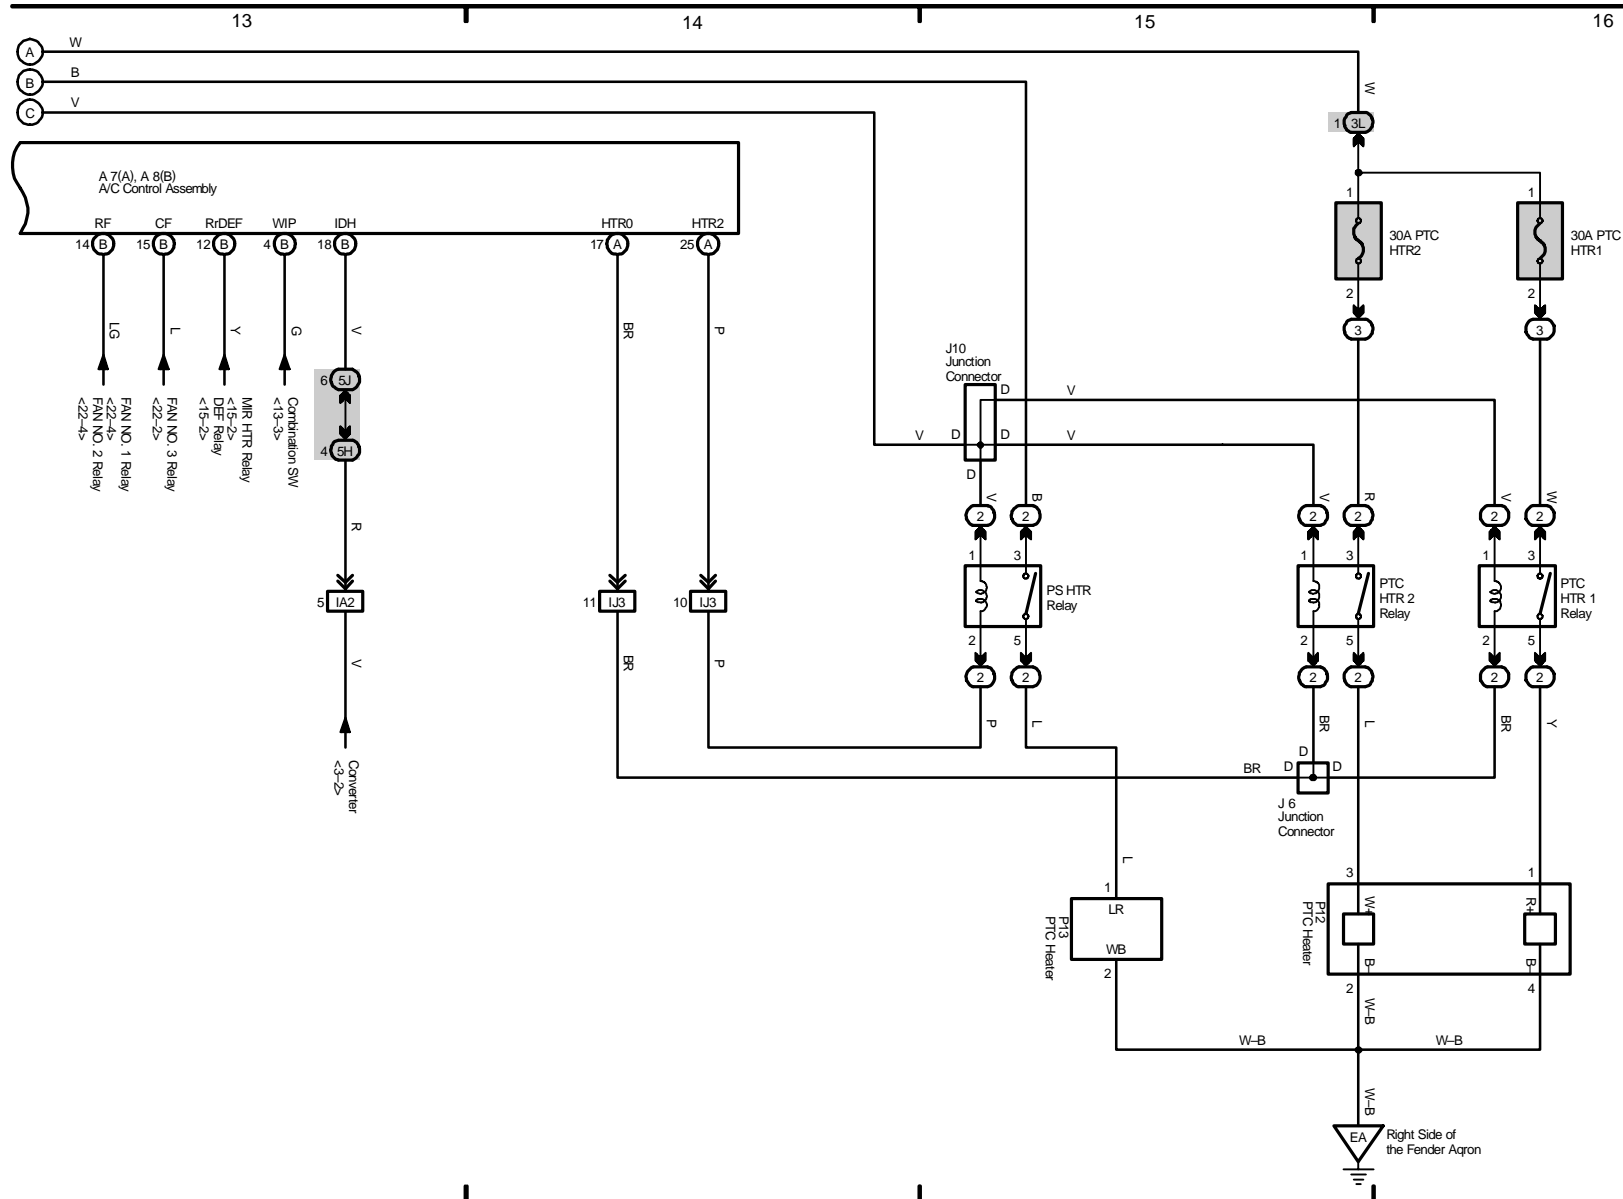 13
14
15
16
A
W
B
B
C
V
W
1 3L
A 7(A), A 8(B)
A/C Control Assembly
RF
CF
RrDEF
WIP
IDH
HTR0
HTR2
14 B
15 B
12 B
4 B
18 B
17 A
25 A
1
30A PTC
HTR2
2
3
1
30A PTC
HTR1
2
3
LG
L
Y
G
V
BR
P
FAN NO. 1 Relay
<22–4>
FAN NO. 2 Relay
<22–4>
FAN NO. 3 Relay
<22–2>
MIR HTR Relay
<15–2>
DEF Relay
<15–2>
Combination SW
<13–3>
6 5J
4 5H
R
5 IA2
V
Converter
<3–2>
11 IJ3
10 IJ3
BR
P
J10
Junction
Connector
D
V
V
D
D
V
D
V
B
V
R
V
W
2
2
2
2
2
2
1
3
1
3
1
3
PS HTR
Relay
PTC
HTR 2
Relay
PTC
HTR 1
Relay
2
5
2
5
2
5
2
2
2
2
2
2
P
L
BR
L
BR
Y
BR
D
D
D
J 6
Junction
Connector
L
1
LR
WB
2
P13
PTC Heater
3
1
W+
R+
P12
PTC Heater
B–
B–
2
4
W–B
W–B
W–B
W–B
EA
Right Side of
the Fender Aqron